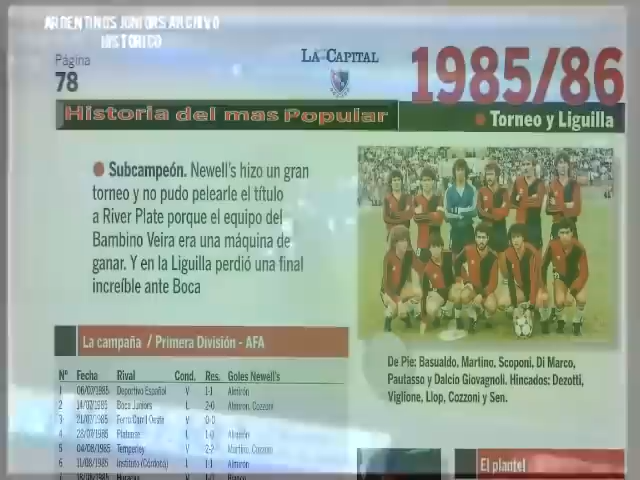 ARGENTINOS JUNIORS ARCHIVO
HISTORICO
Página
78
LA CAPITAL
1985/86
Historia del mas Popular
Torneo y Liguilla
Subcampeón. Newell's hizo un gran
torneo y no pudo pelearle el título
a River Plate porque el equipo del
Bambino Veira era una máquina de
ganar. Y en la Liguilla perdió una final
increíble ante Boca
La campaña / Primera División - AFA
De Pie: Basualdo, Martino, Scoponi, Di Marco,
Pautasso y Dalcio Giovagnoli. Hincados: Dezotti,
Viglione, Llop, Cozzoni y Sen.
Nº Fecha Rival Cond. Res. Goles Newell's
1 06/07/1985 Deportivo Español V 1-1 Almirón
2 14/07/1985 Boca Juniors L 2-0 Almiron, Cozzoni
3 21/07/1985 Ferro Carril Oeste V 0-0
4 28/07/1985 Platense L 1-0 Almirón
5 04/08/1985 Temperley V 2-2 Martino, Cozzoni
6 11/08/1985 Instituto (Córdoba) L 1-1 Almirón
El plantel